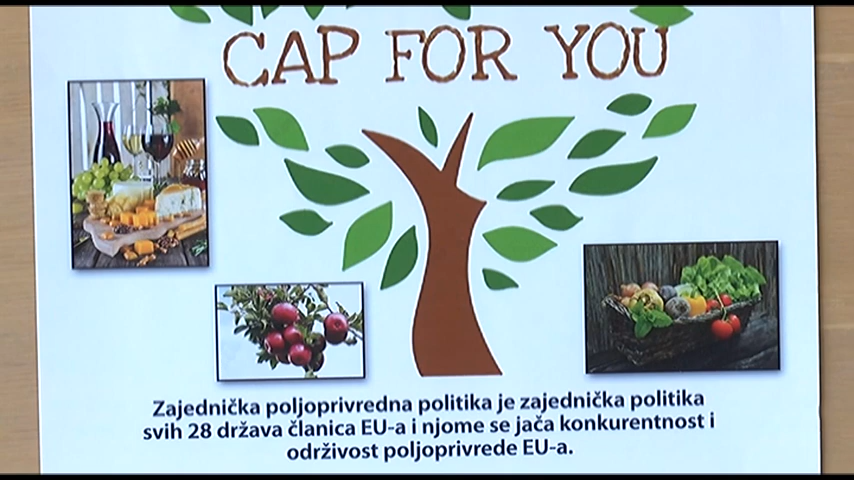 CAP FOR YOU
Zajednička poljoprivredna politika je zajednička politika
svih 28 država članica EU-a i njome se jača konkurentnost i
održivost poljoprivrede EU-a.